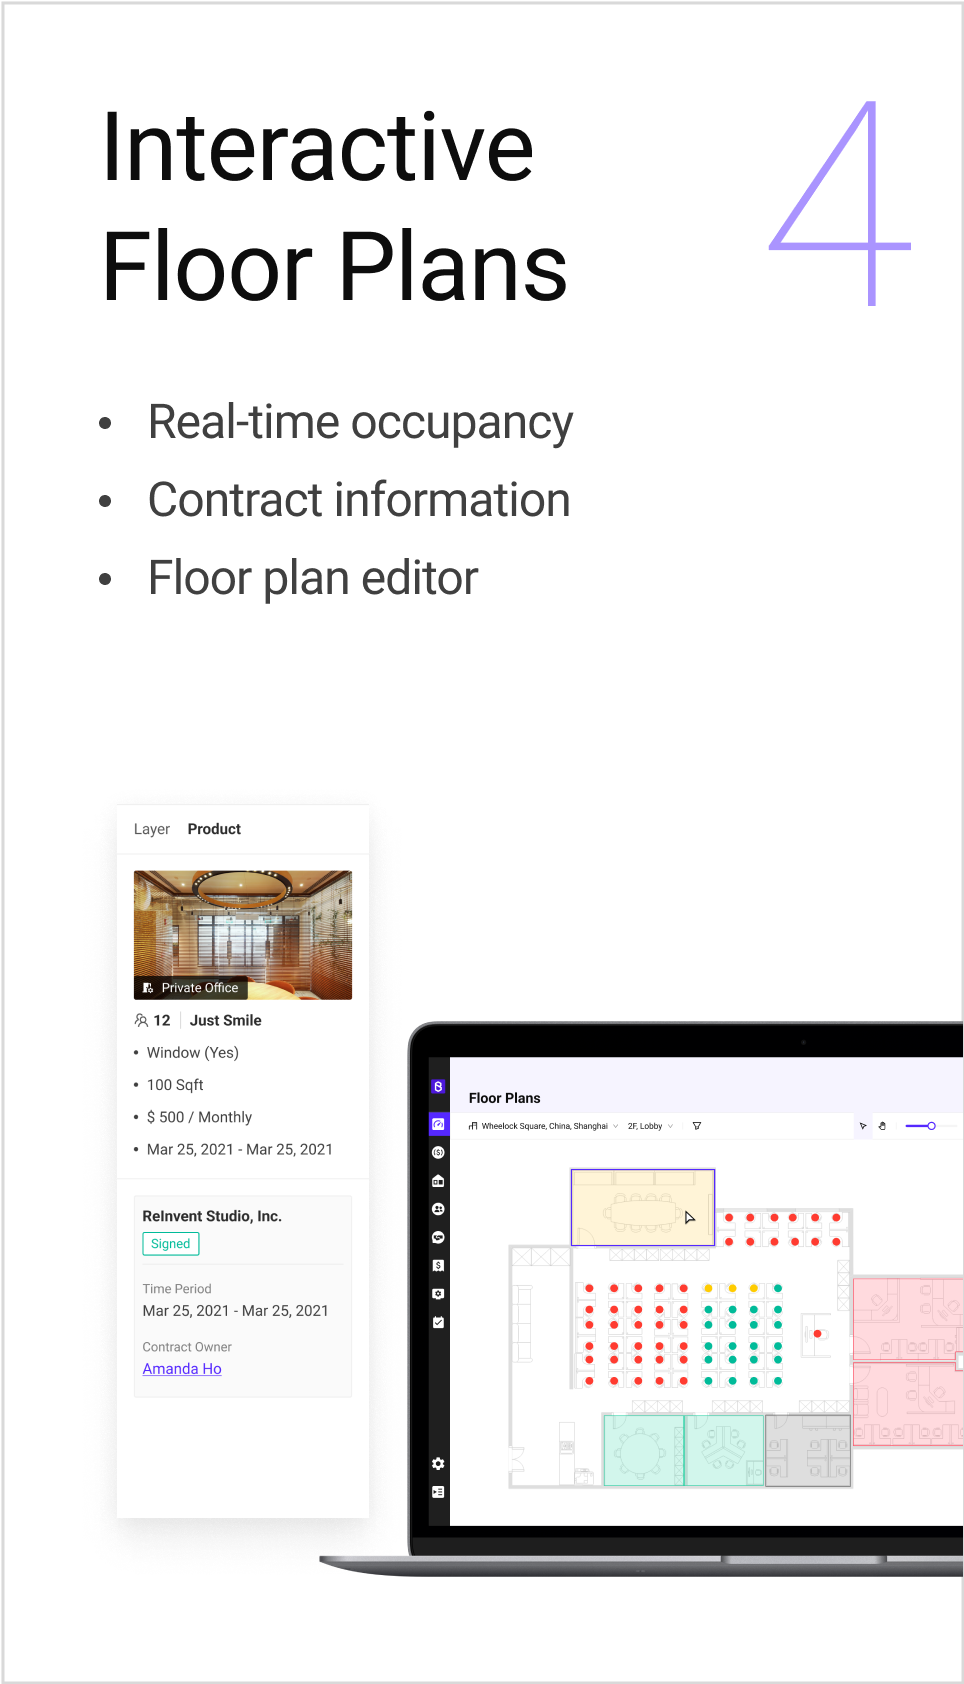 Interactive
Floor Plans
4
• Real-time occupancy
• Contract information
• Floor plan editor
Layer Product
Private Office
12 Just Smile
• Window (Yes)
• 100 Sqft
• $ 500 / Monthly
• Mar 25, 2021 - Mar 25, 2021
ReInvent Studio, Inc.
Signed
Time Period
Mar 25, 2021 - Mar 25, 2021
Contract Owner
Amanda Ho
Floor Plans
Wheelock Square, China, Shanghai 2F, Lobby